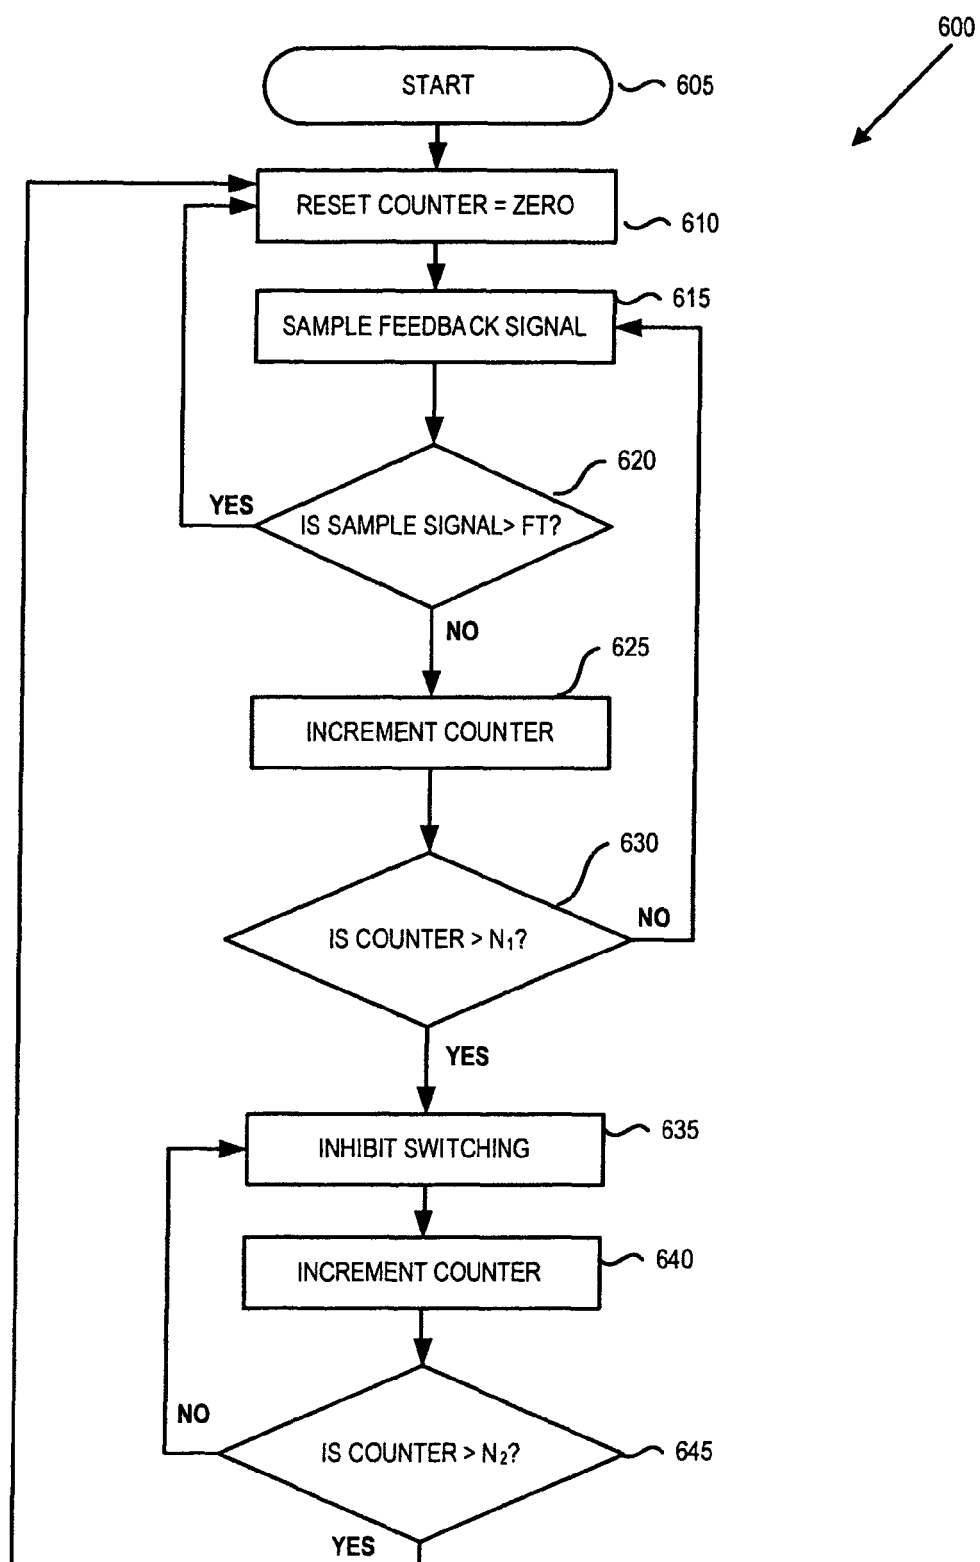 600
START
605
RESET COUNTER = ZERO
610
615
SAMPLE FEEDBACK SIGNAL
620
YES
IS SAMPLE SIGNAL> FT?
NO
625
INCREMENT COUNTER
630
IS COUNTER > N₁?
NO
YES
INHIBIT SWITCHING
635
INCREMENT COUNTER
640
NO
IS COUNTER > N₂?
645
YES